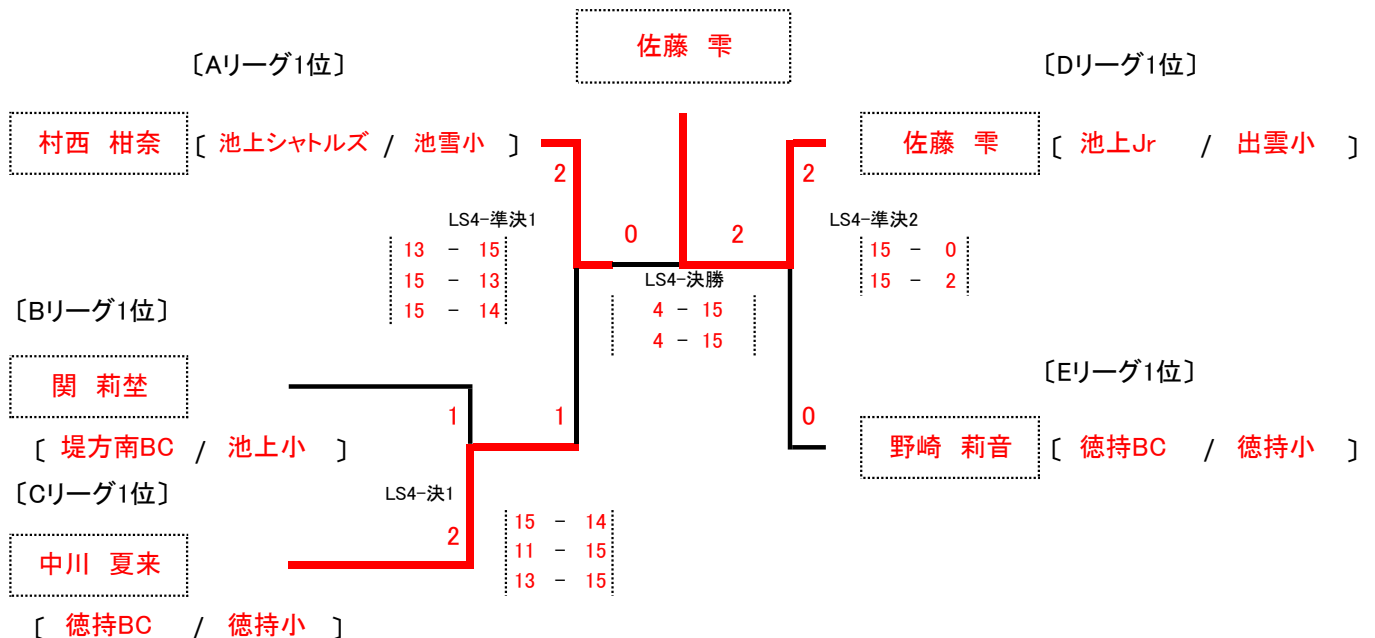 佐藤 雫
〔Aリーグ1位〕
〔Dリーグ1位〕
村西 柑奈 〔 池上シャトルズ / 池雪小 〕
2
佐藤 雫 〔 池上Jr / 出雲小 〕
2
LS4-準決1
13 - 15
15 - 13
15 - 14
0
2
LS4-決勝
4 - 15
4 - 15
LS4-準決2
15 - 0
15 - 2
〔Bリーグ1位〕
関 莉埜
1
〔 堤方南BC / 池上小 〕
1
〔Eリーグ1位〕
0
野崎 莉音 〔 徳持BC / 徳持小 〕
〔Cリーグ1位〕
LS4-決1
15 - 14
11 - 15
13 - 15
2
中川 夏来
〔 徳持BC / 徳持小 〕